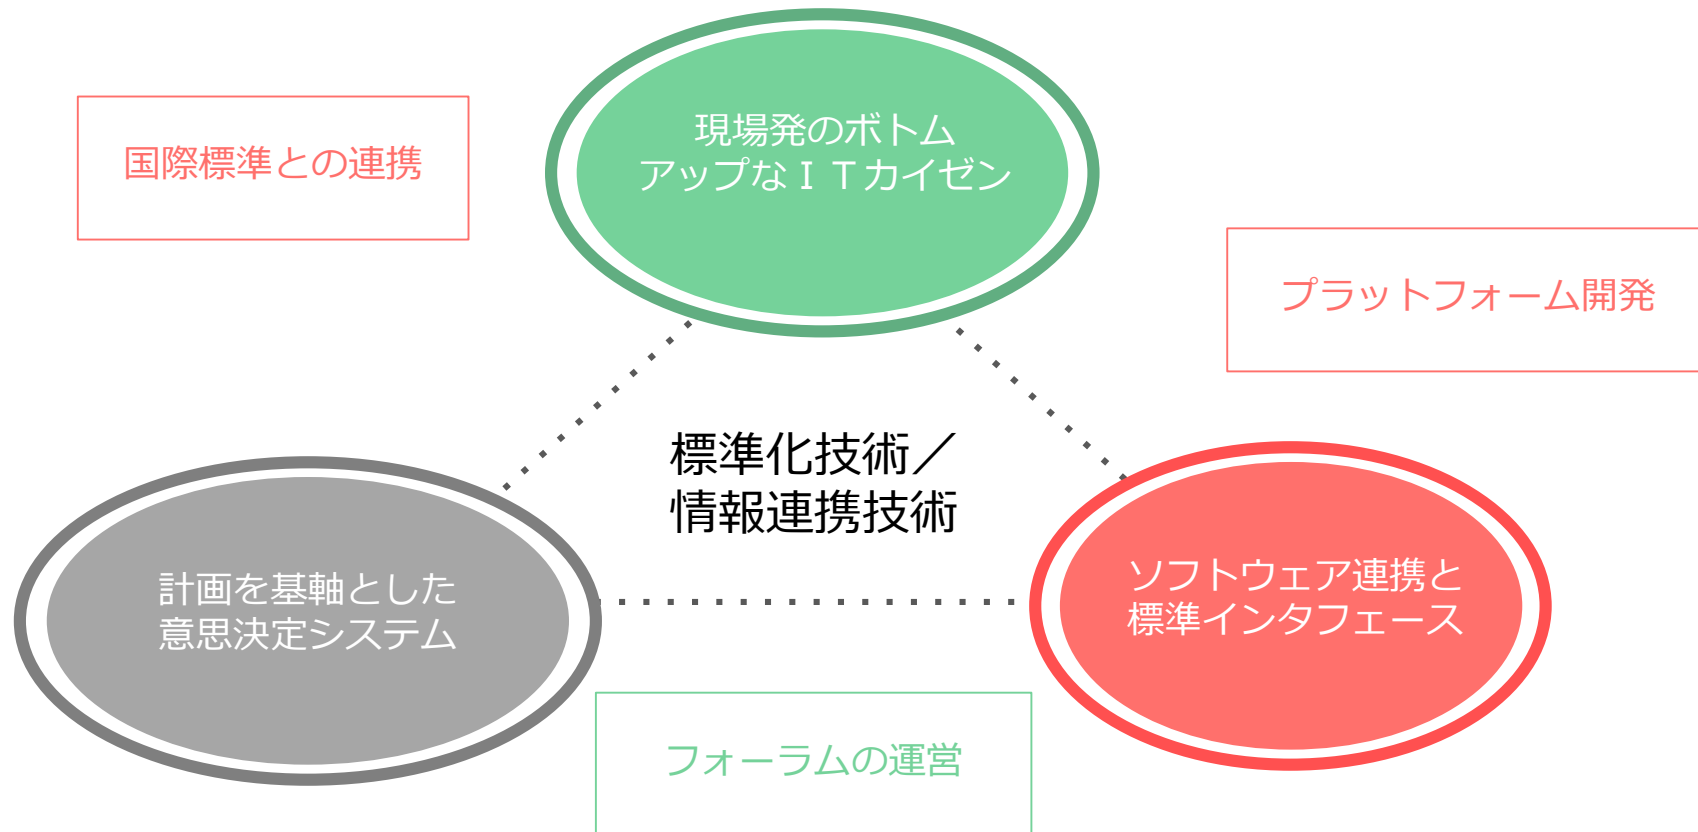 現場発のボトム
アップなＩＴカイゼン
国際標準との連携
プラットフォーム開発
標準化技術／
情報連携技術
計画を基軸とした
意思決定システム
ソフトウェア連携と
標準インタフェース
フォーラムの運営